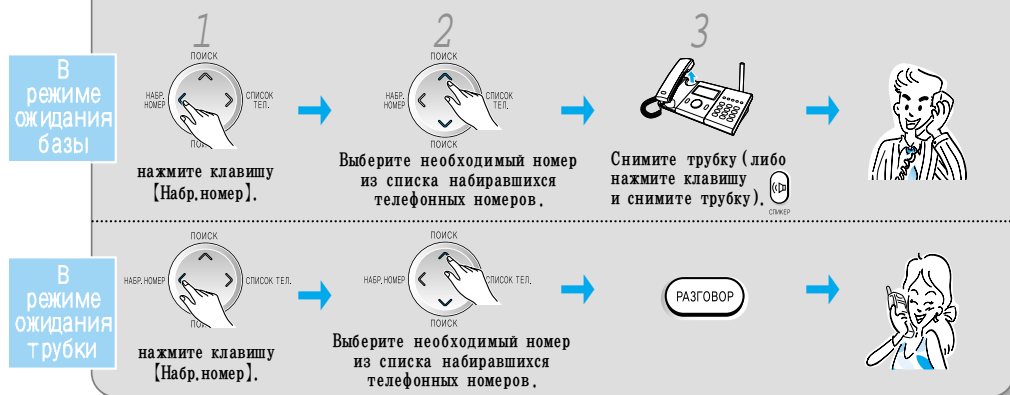 1
2
3
В
режиме
ожидания
базы
ПОИСК
НАБР.
НОМЕР
СПИСОК
ТЕЛ.
нажмите клавишу
[Набр.номер].
ПОИСК
НАБР.
НОМЕР
СПИСОК
ТЕЛ.
ПОИСК
Выберите необходимый номер
из списка набиравшихся
телефонных номеров.
Снимите трубку (либо
нажмите клавишу
и снимите трубку).
СПИКЕР
В
режиме
ожидания
трубки
ПОИСК
НАБР.НОМЕР
СПИСОК ТЕЛ.
нажмите клавишу
[Набр.номер].
ПОИСК
НАБР.НОМЕР
СПИСОК ТЕЛ.
ПОИСК
Выберите необходимый номер
из списка набиравшихся
телефонных номеров.
РАЗГОВОР